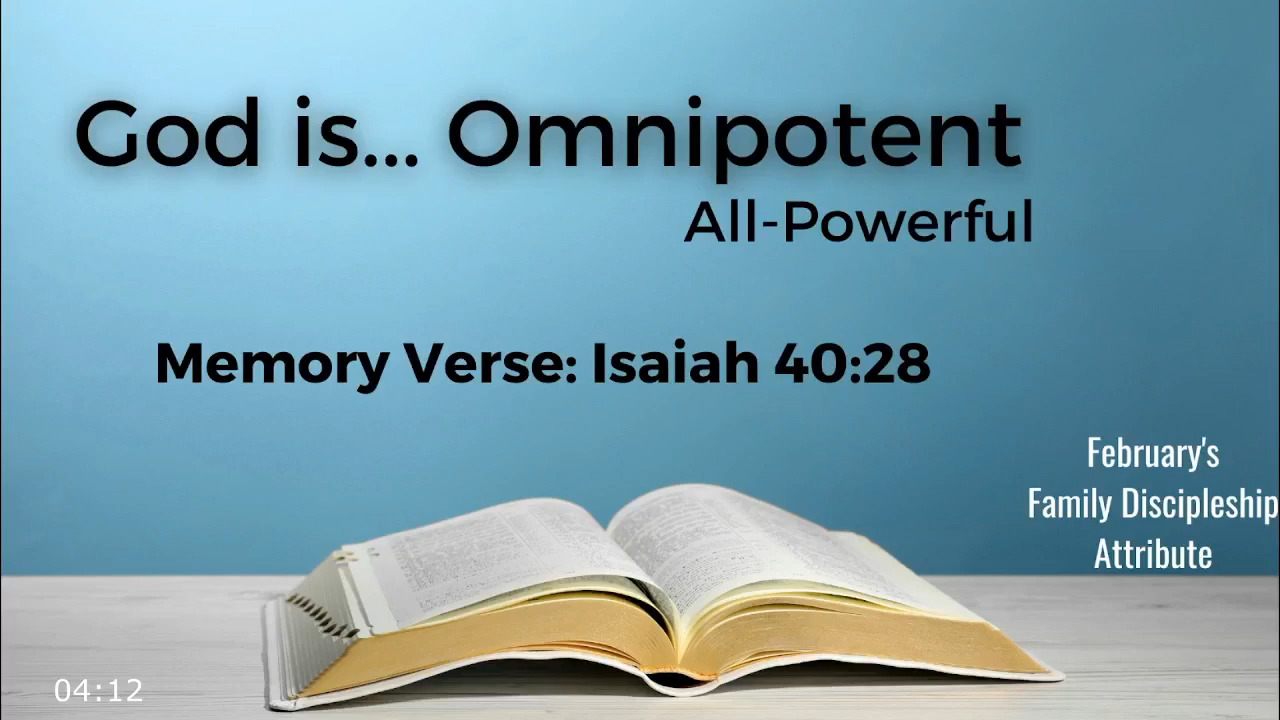 God is... Omnipotent
All-Powerful
Memory Verse: Isaiah 40:28
February's
Family Discipleship
Attribute
04:12